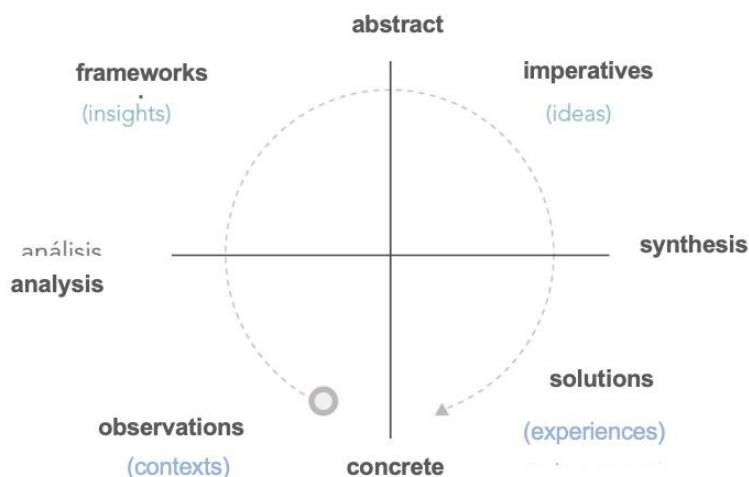 abstract
frameworks
imperatives
(insights)
(ideas)
análisis
analysis
synthesis
solutions
observations
(experiences)
(contexts)
concrete